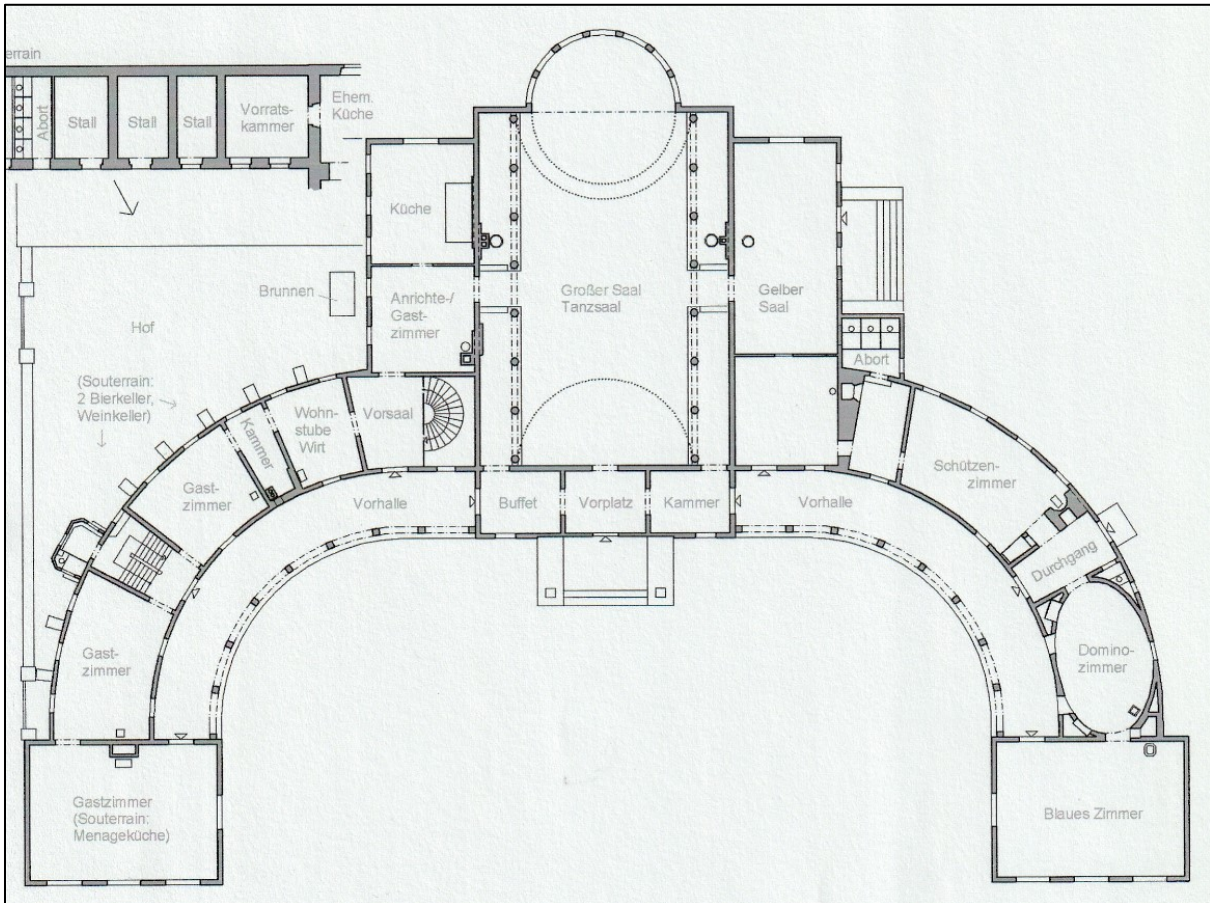 errain
Abort
Stall
Stall
Stall
Vorrats-
kammer
Ehem.
Küche
Küche
Brunnen
Anrichte-/
Gast-
zimmer
Großer Saal
Tanzsaal
Gelber
Saal
Hof
Abort
(Souterrain:
2 Bierkeller,
Weinkeller)
Kammer
Wohn-
stube
Wirt
Vorsaal
Gast-
zimmer
Vorhalle
Buffet
Vorplatz
Kammer
Vorhalle
Schützen-
zimmer
Durchgang
Gast-
zimmer
Domino-
zimmer
Gastzimmer
(Souterrain:
Menageküche)
Blaues Zimmer